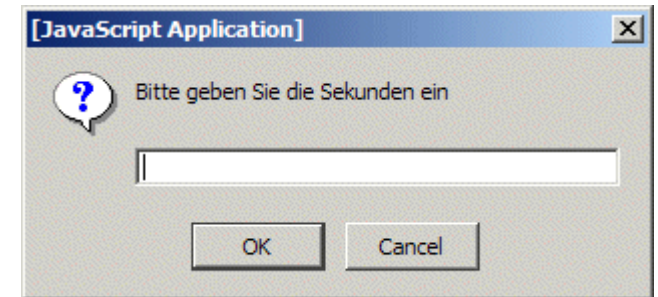 [JavaScript Application]
Bitte geben Sie die Sekunden ein
OK Cancel